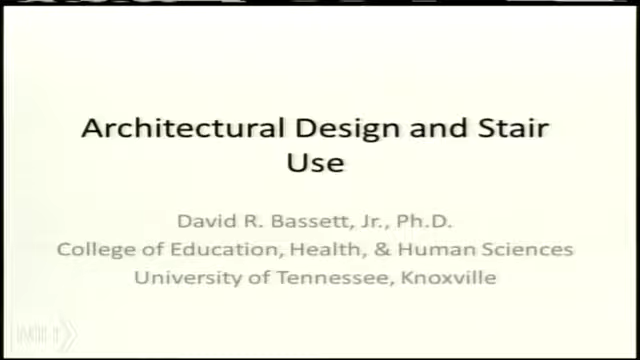 Architectural Design and Stair
Use
David R. Bassett, Jr., Ph.D.
College of Education, Health, & Human Sciences
University of Tennessee, Knoxville